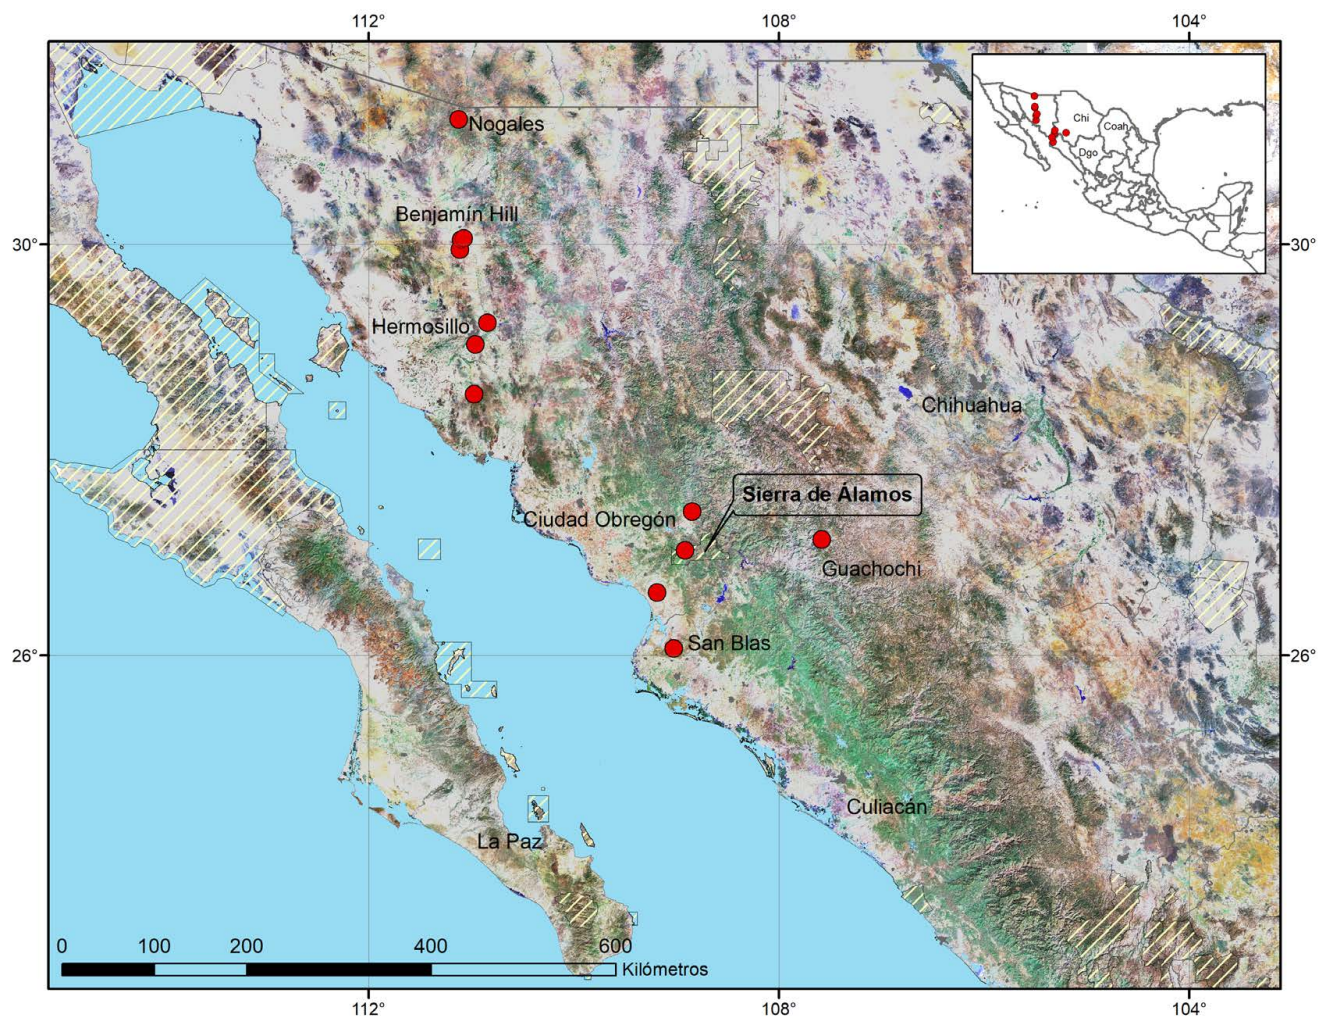 112°
108°
104°
Nogales
Chi
Coah
Dgo
Benjamín Hill
30°
30°
Hermosillo
Chihuahua
Sierra de Álamos
Ciudad Obregón
Guachochi
San Blas
26°
26°
Culiacán
La Paz
0 100 200 400 600
Kilómetros
112°
108°
104°